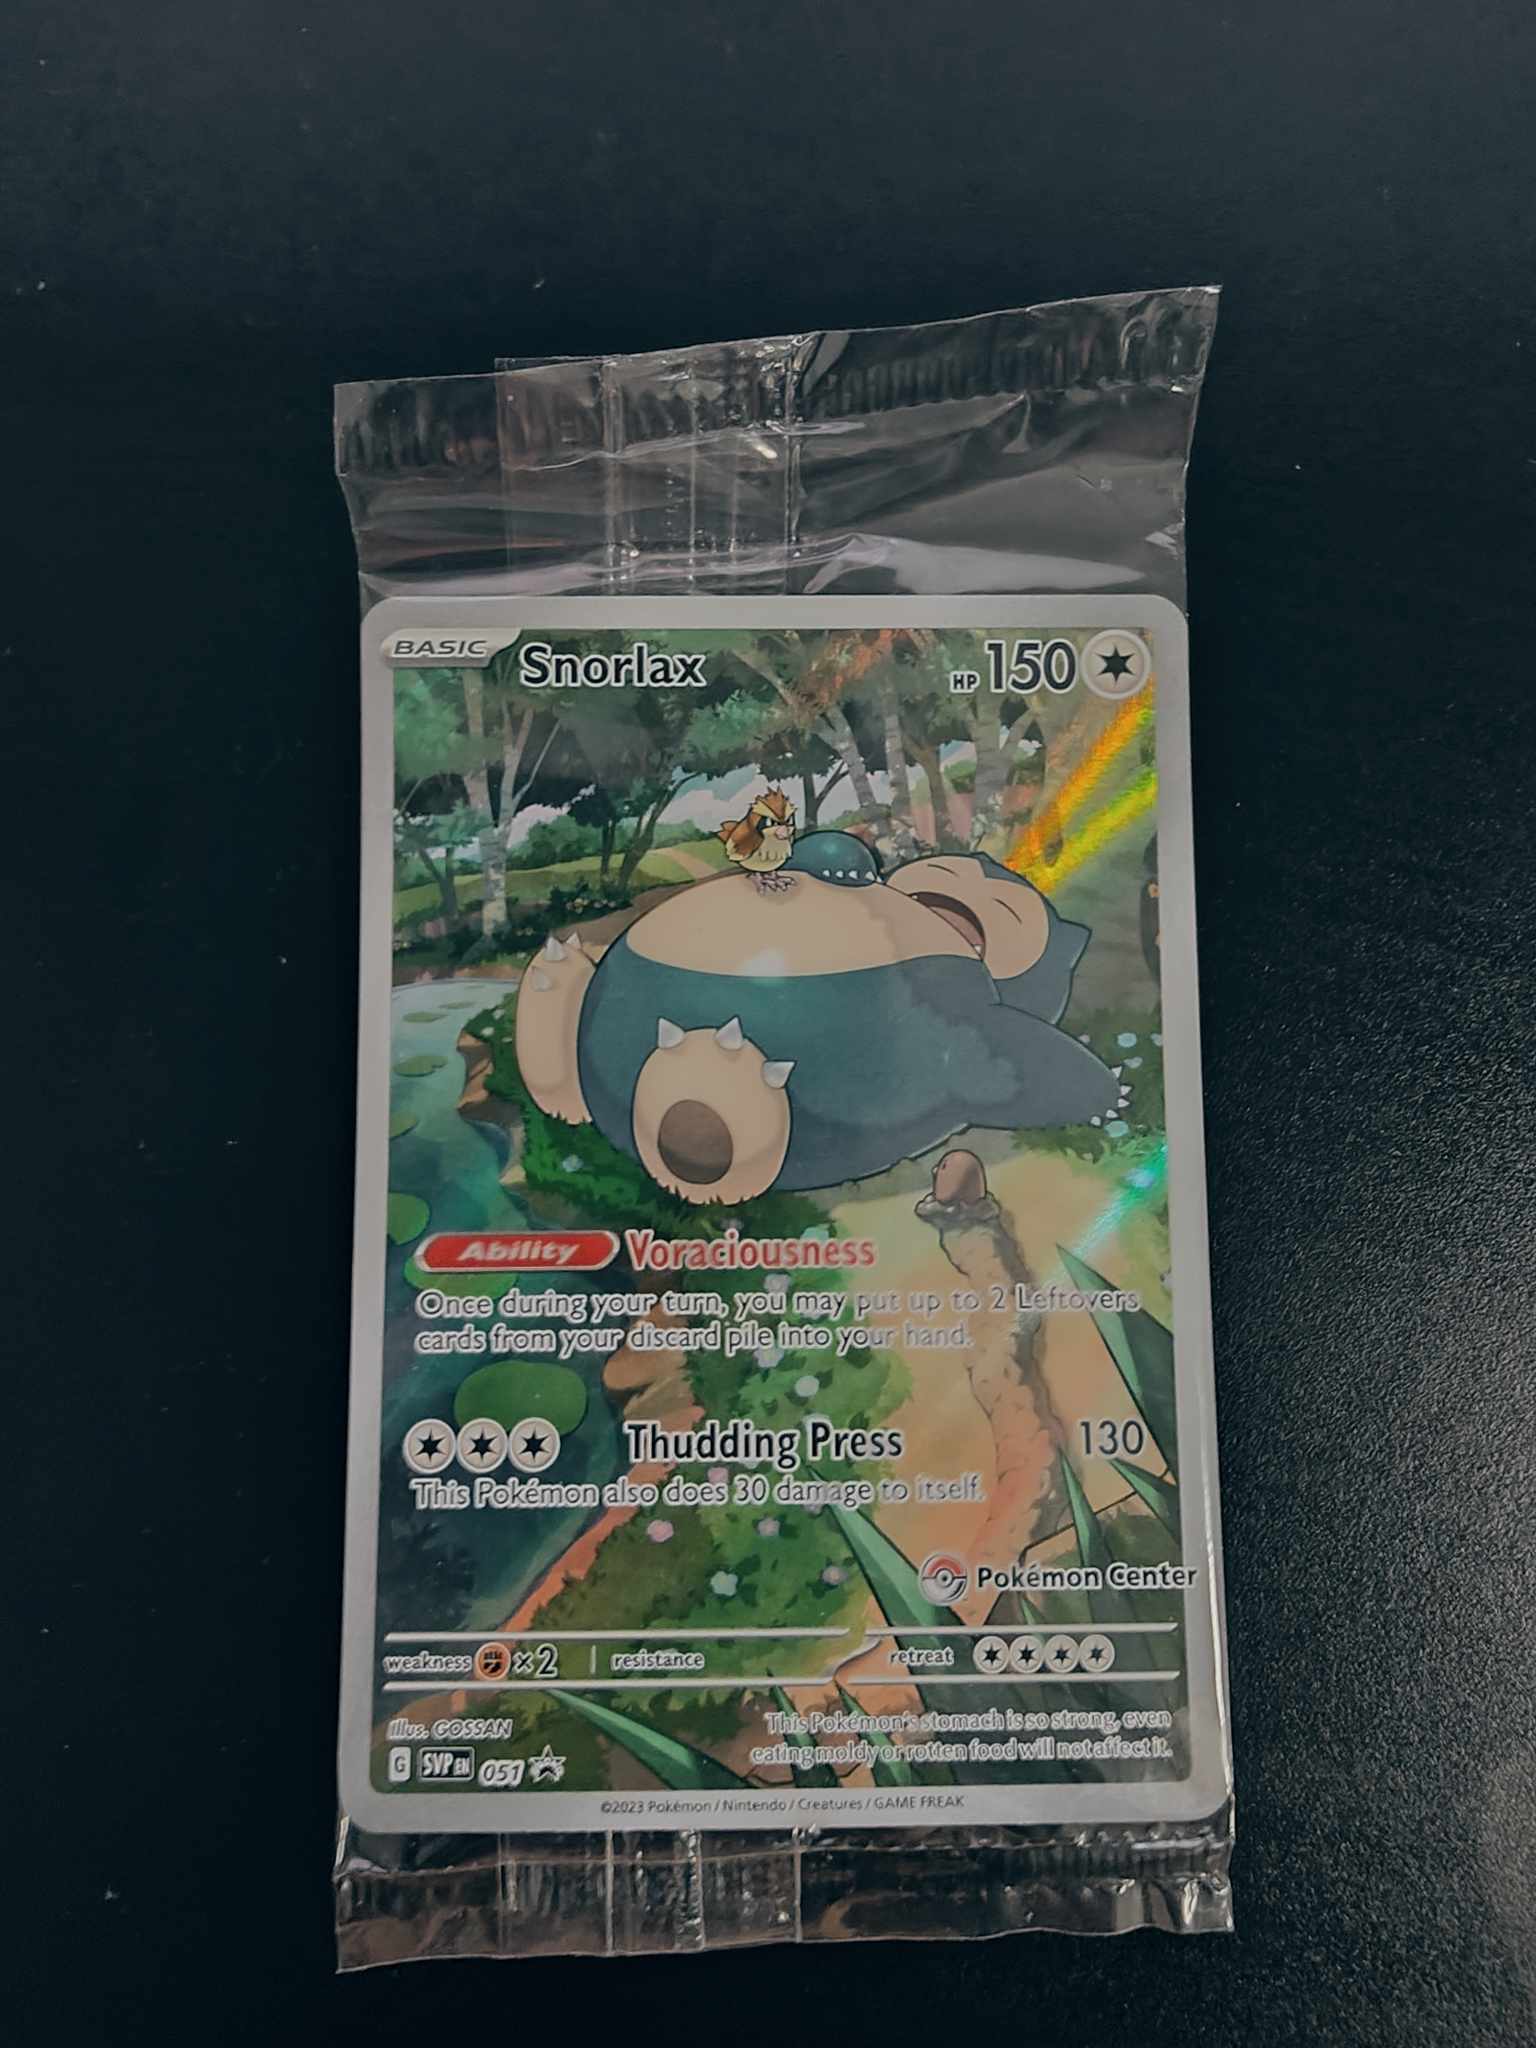 BASIC Snorlax HP 150
Ability Voraciousness
Once during your turn, you may put up to 2 Leftovers
cards from your discard pile into your hand.
Thudding Press 130
This Pokémon also does 30 damage to itself.
Pokémon Center
weakness ×2 resistance retreat
Illus. GOSSAN
This Pokémon's stomach is so strong, even
eating moldy or rotten food will not affect it.
G SVP EN 051
©2023 Pokémon / Nintendo / Creatures / GAME FREAK